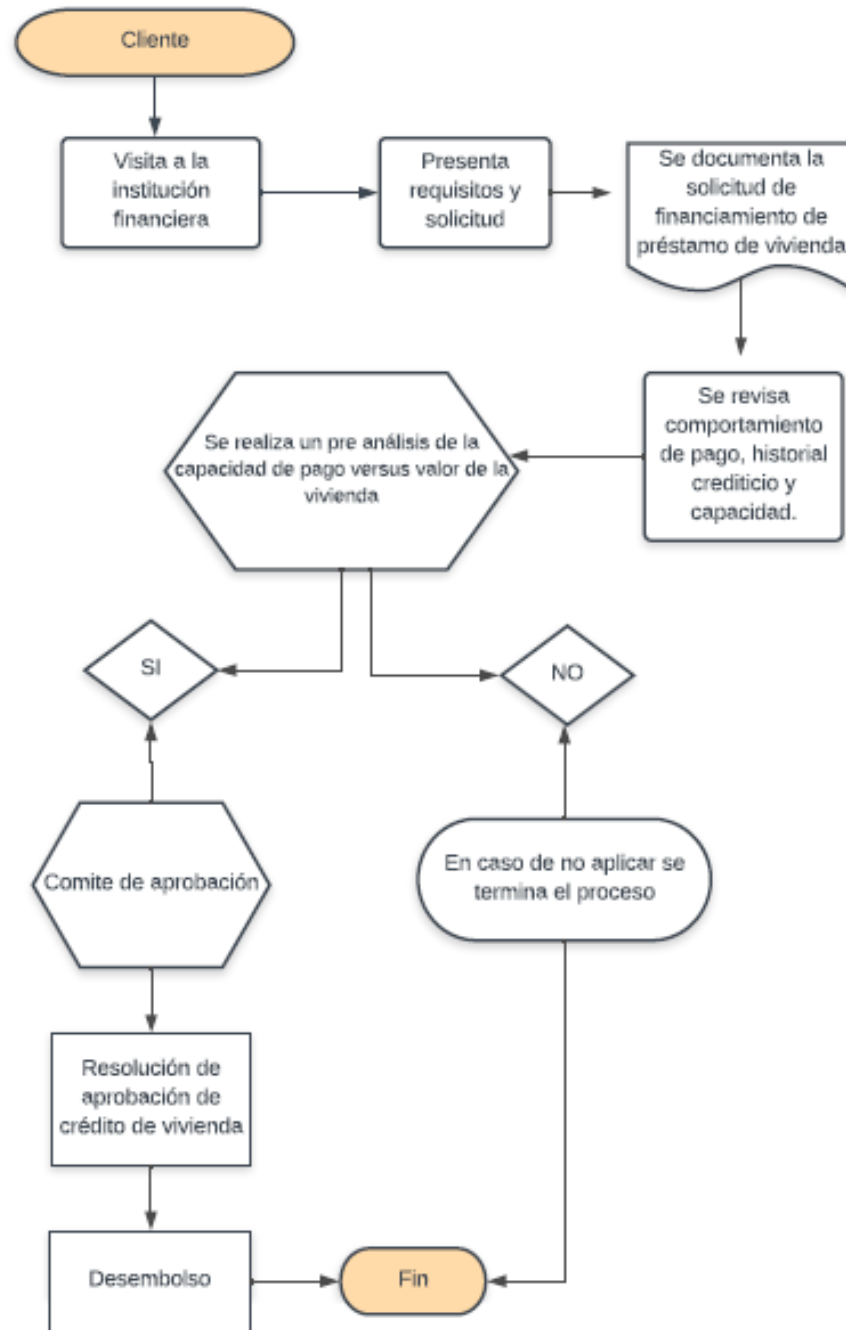 Cliente
Visita a la
institución
financiera
Presenta
requisitos y
solicitud
Se documenta la
solicitud de
financiamiento de
préstamo de vivienda
Se revisa
comportamiento
de pago, historial
crediticio y
capacidad.
Se realiza un pre análisis de la
capacidad de pago versus valor de la
vivienda
SI
NO
Comite de aprobación
En caso de no aplicar se
termina el proceso
Resolución de
aprobación de
crédito de vivienda
Desembolso
Fin